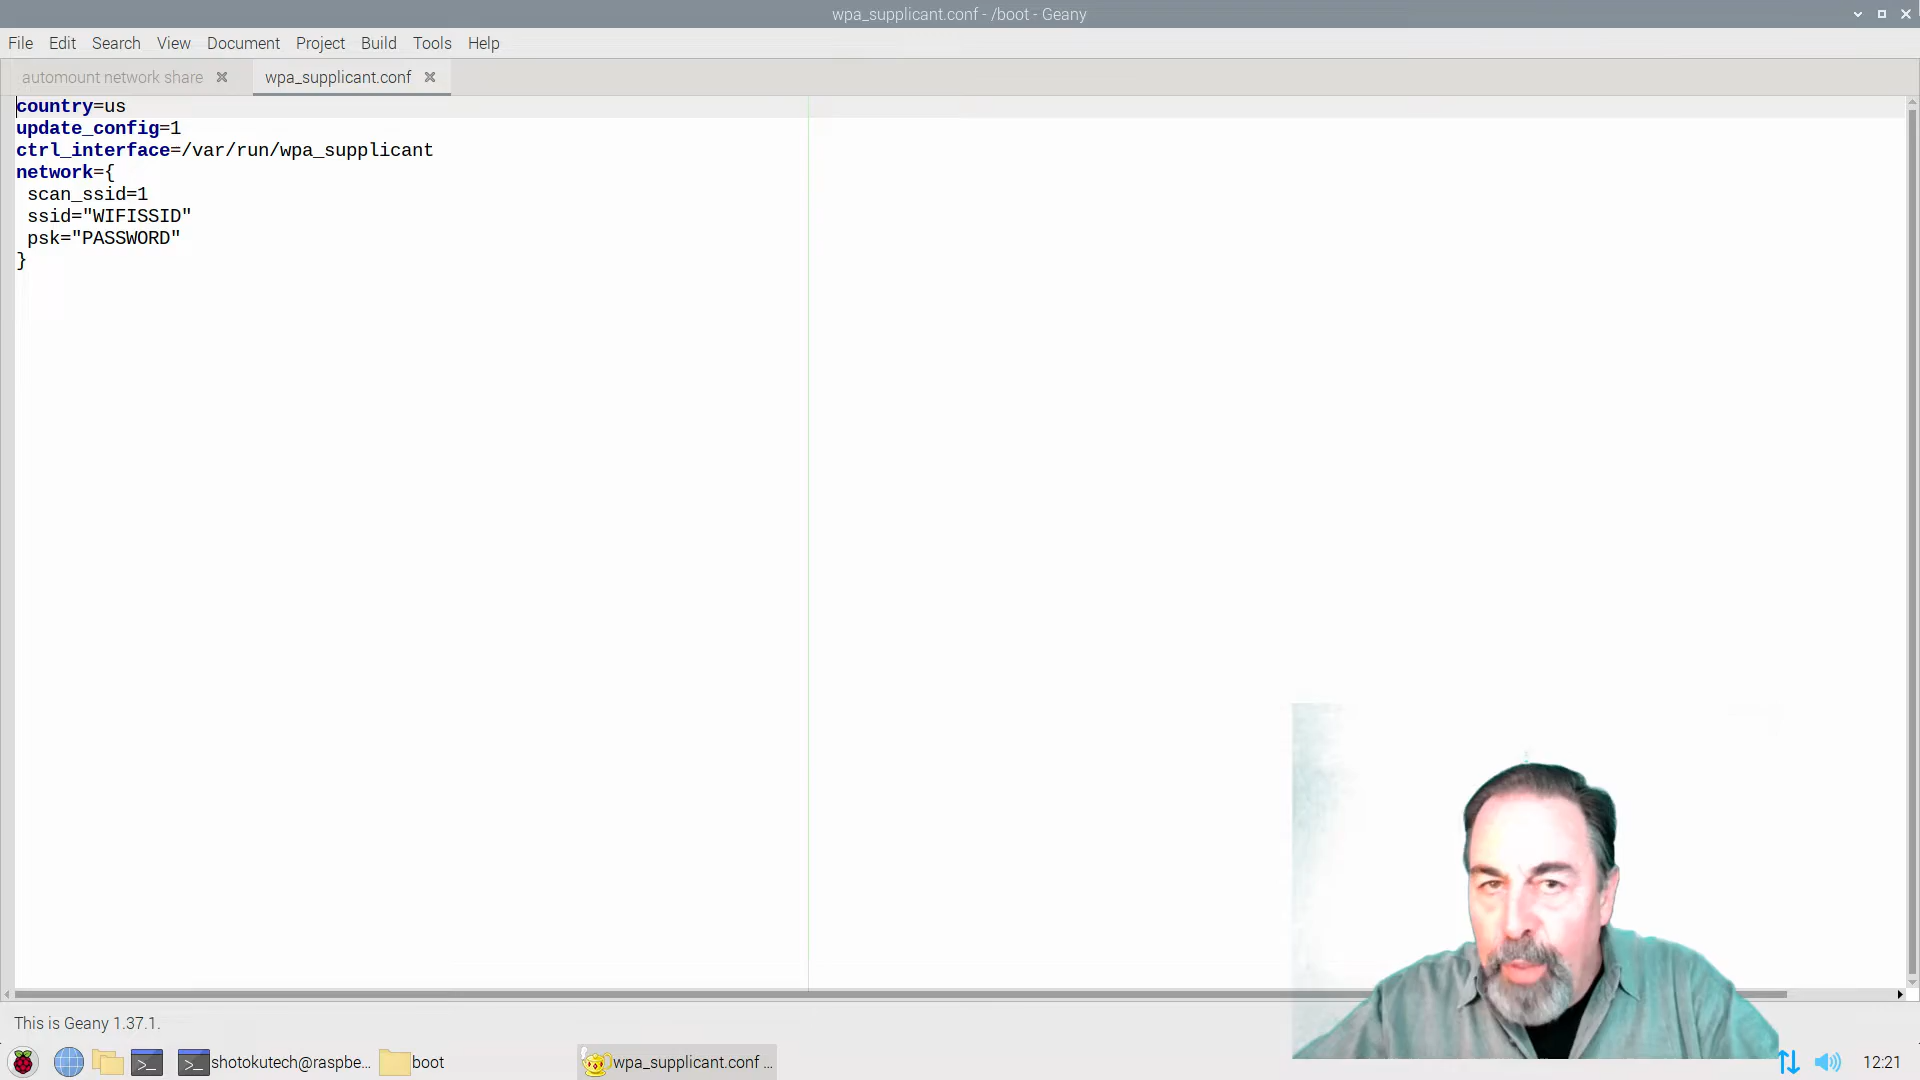 wpa_supplicant.conf - /boot - Geany
File Edit Search View Document Project Build Tools Help
automount network share wpa_supplicant.conf
country=us
update_config=1
ctrl_interface=/var/run/wpa_supplicant
network={
scan_ssid=1
ssid="WIFISSID"
psk="PASSWORD"
}
This is Geany 1.37.1.
shotokutech@raspbe... boot wpa_supplicant.conf ... 12:21